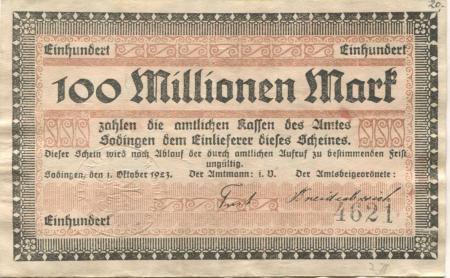 20.-
Einhundert Einhundert
100 Millionen Mark
zahlen die amtlichen Kassen des Amtes
Sodingen dem Einlieferer dieses Scheines.
Dieser Schein wird nach Ablauf der durch amtlichen Aufruf zu bestimmenden Frist
ungültig.
Sodingen, den 1. Oktober 1923. Der Amtmann: i. V. Der Amtsbeigeordnete:
4621
Einhundert